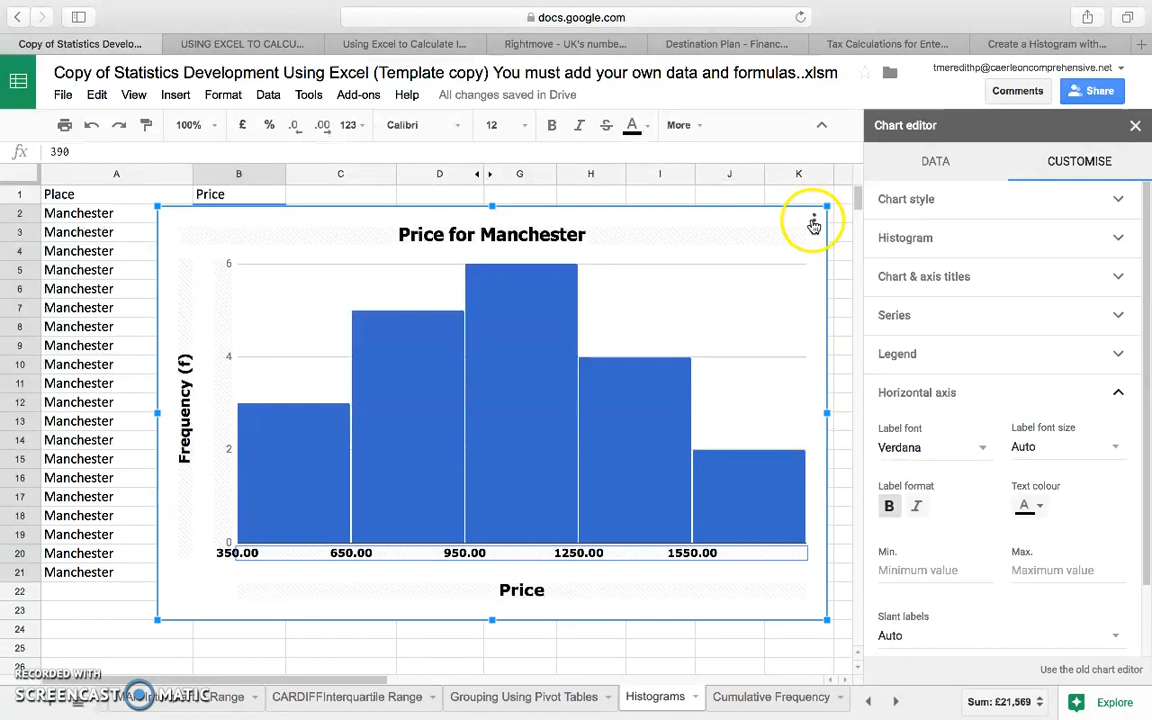 docs.google.com
Copy of Statistics Develo...
USING EXCEL TO CALCU...
Using Excel to Calculate I...
Rightmove - UK's numbe...
Destination Plan - Financ...
Tax Calculations for Ente...
Create a Histogram with...
Copy of Statistics Development Using Excel (Template copy) You must add your own data and formulas..xlsm
tmeredithp@caerleoncomprehensive.net
File Edit View Insert Format Data Tools Add-ons Help All changes saved in Drive
Comments
Share
100% £ % .0 .00 123 Calibri 12 B I S A More
Chart editor
fx 390
DATA
CUSTOMISE
A B C D G H I J K
1 Place Price
2 Manchester
3 Manchester
4 Manchester
5 Manchester
6 Manchester
7 Manchester
8 Manchester
9 Manchester
10 Manchester
11 Manchester
12 Manchester
13 Manchester
14 Manchester
15 Manchester
16 Manchester
17 Manchester
18 Manchester
19 Manchester
20 Manchester
21 Manchester
22
23
24
25
26
Price for Manchester
Frequency (f)
6
4
2
0
350.00 650.00 950.00 1250.00 1550.00
Price
Chart style
Histogram
Chart & axis titles
Series
Legend
Horizontal axis
Label font
Label font size
Verdana
Auto
Label format
Text colour
B I
A
Min.
Max.
Minimum value
Maximum value
Slant labels
Auto
Use the old chart editor
RECORDED WITH
SCREENCAST MATIC
Range
CARDIFFInterquartile Range
Grouping Using Pivot Tables
Histograms
Cumulative Frequency
Sum: £21,569
Explore